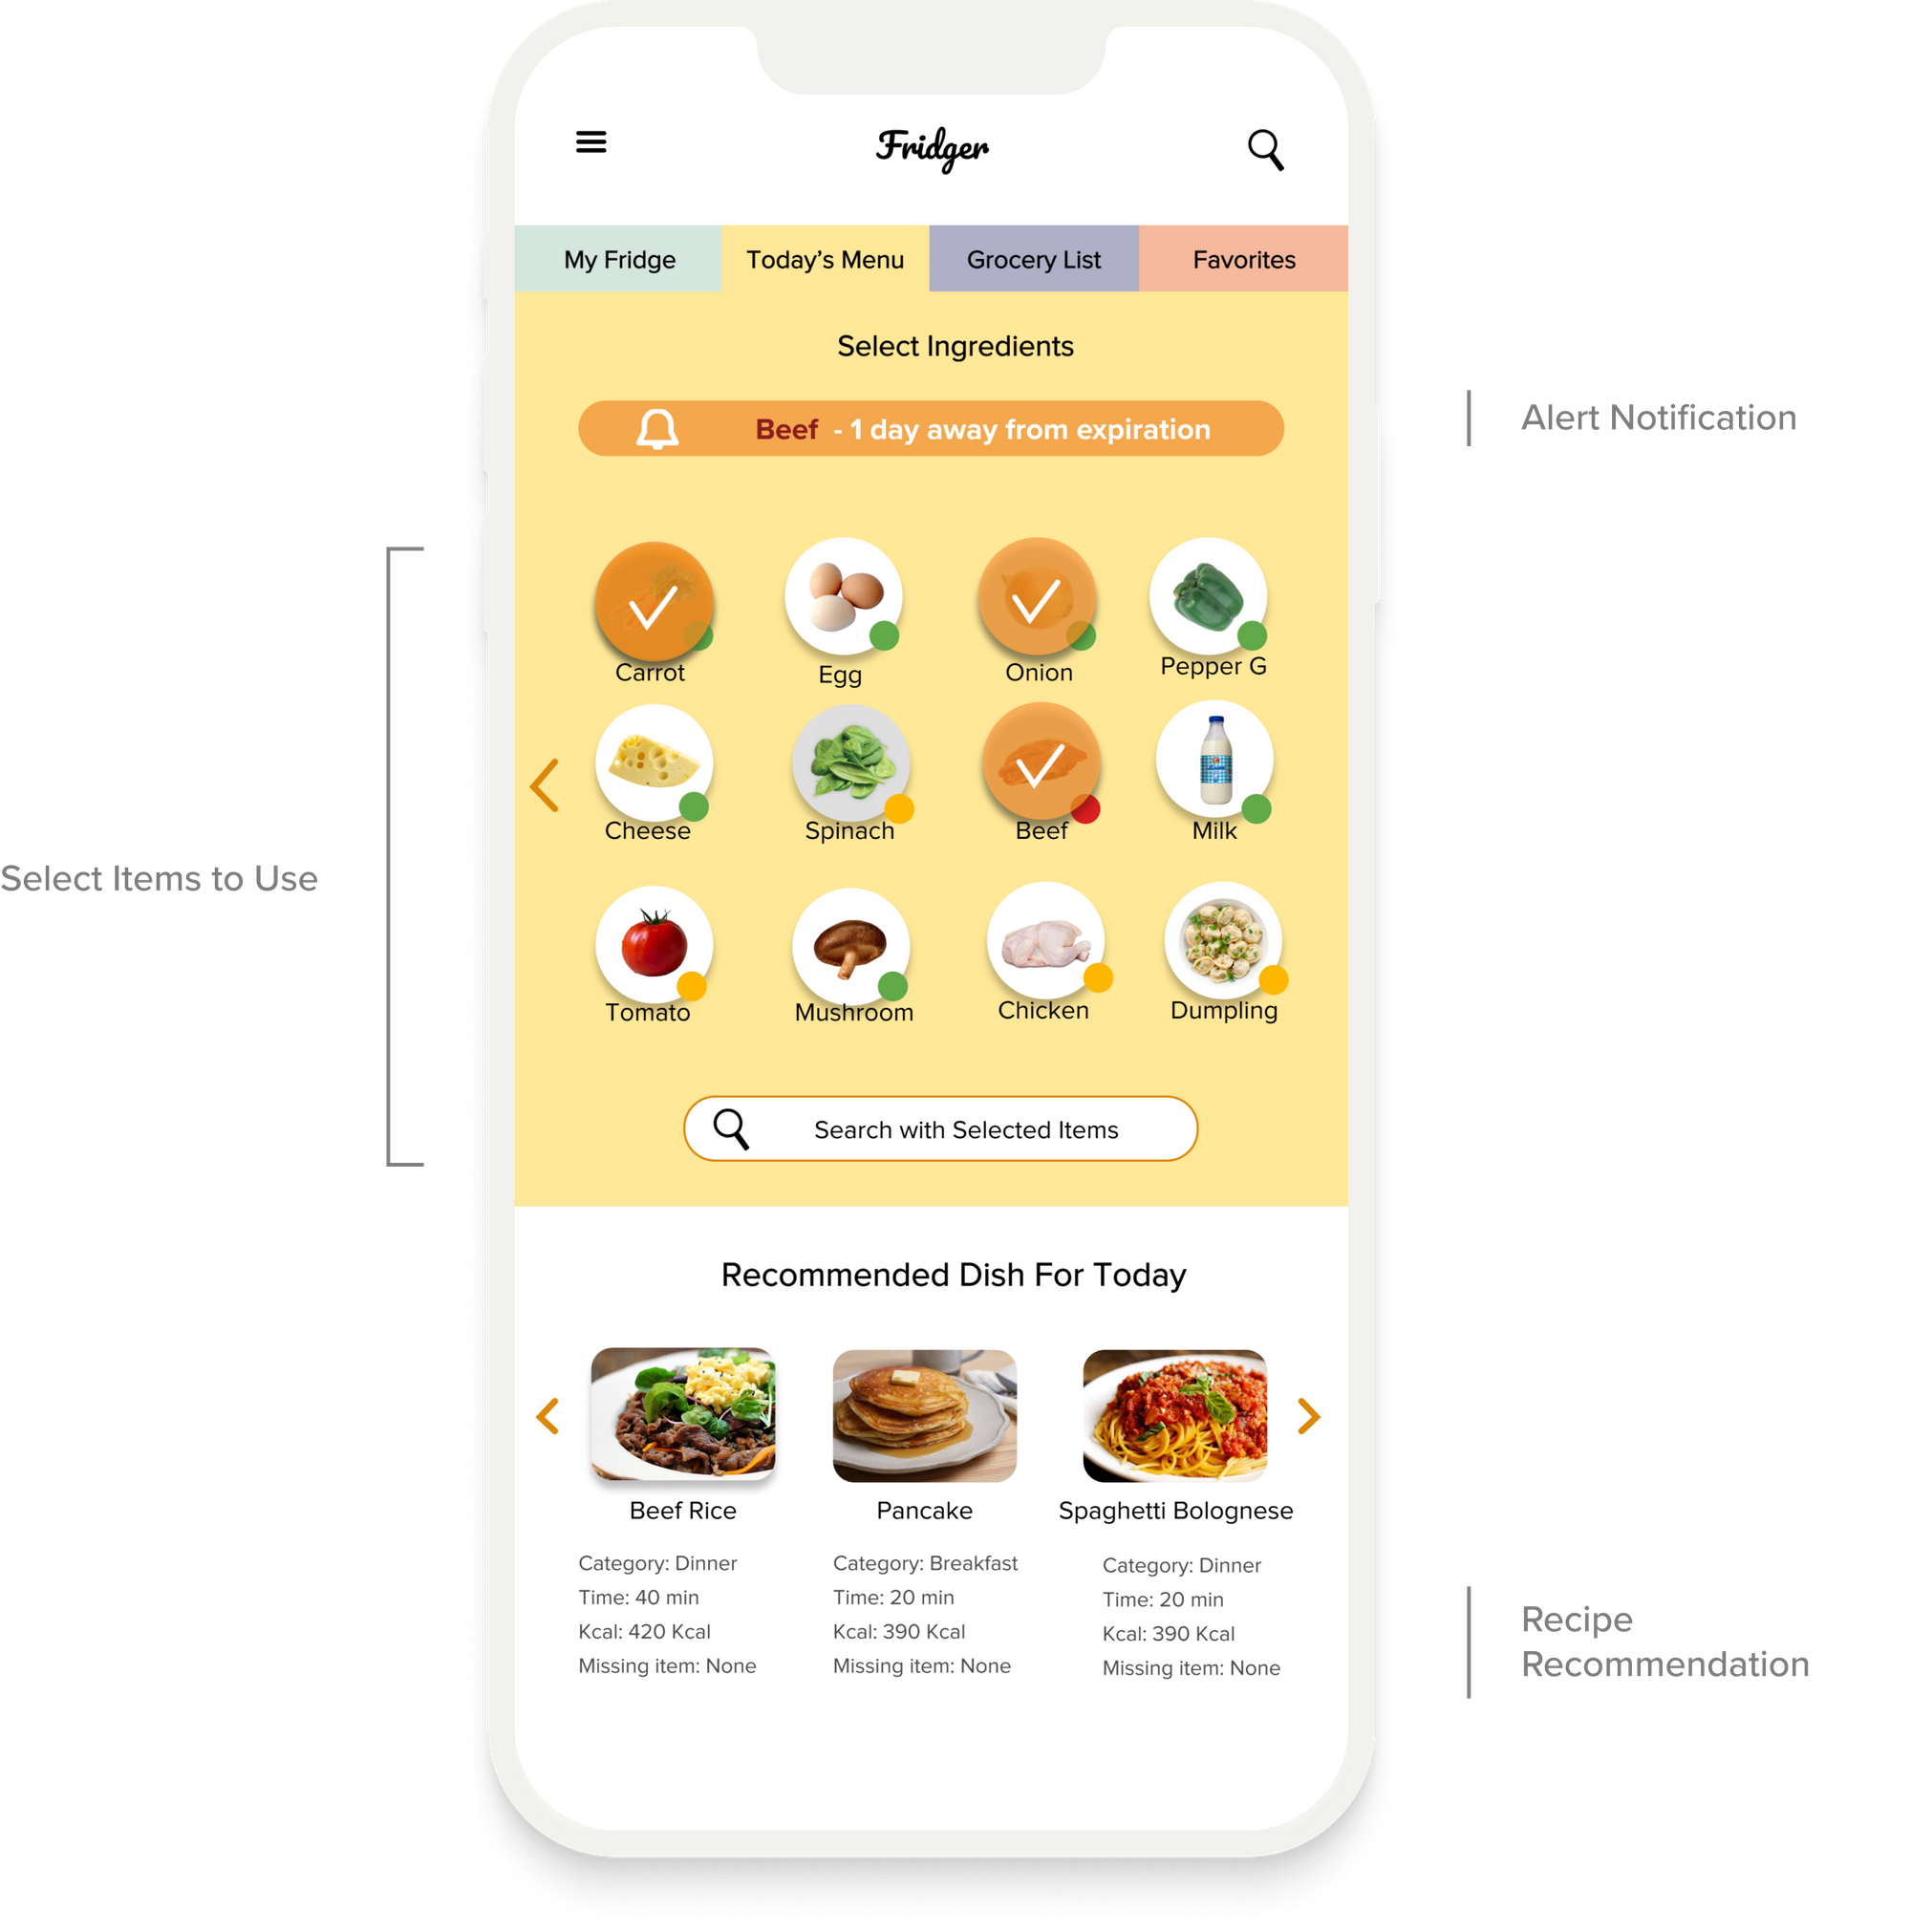 Fridger
My Fridge
Today's Menu
Grocery List
Favorites
Select Ingredients
Beef - 1 day away from expiration
Alert Notification
Carrot
Egg
Onion
Pepper G
Cheese
Spinach
Beef
Milk
Select Items to Use
Tomato
Mushroom
Chicken
Dumpling
Search with Selected Items
Recommended Dish For Today
Beef Rice
Category: Dinner
Time: 40 min
Kcal: 420 Kcal
Missing item: None
Pancake
Category: Breakfast
Time: 20 min
Kcal: 390 Kcal
Missing item: None
Spaghetti Bolognese
Category: Dinner
Time: 20 min
Kcal: 390 Kcal
Missing item: None
Recipe
Recommendation